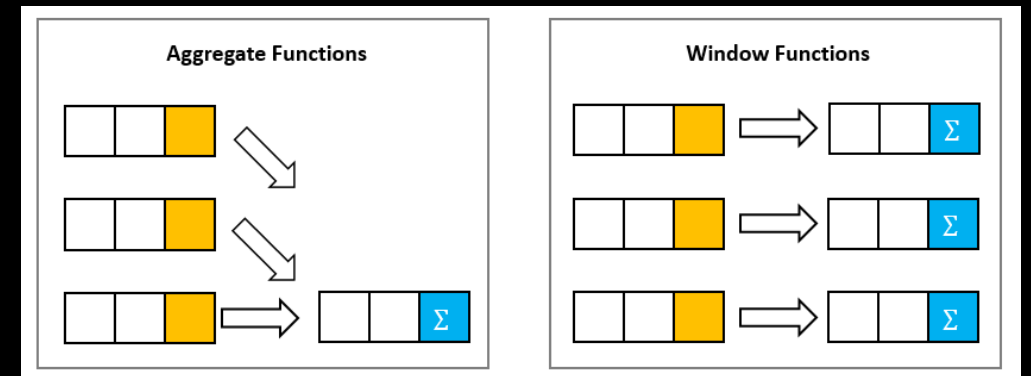 Aggregate Functions
Σ
Window Functions
Σ
Σ
Σ